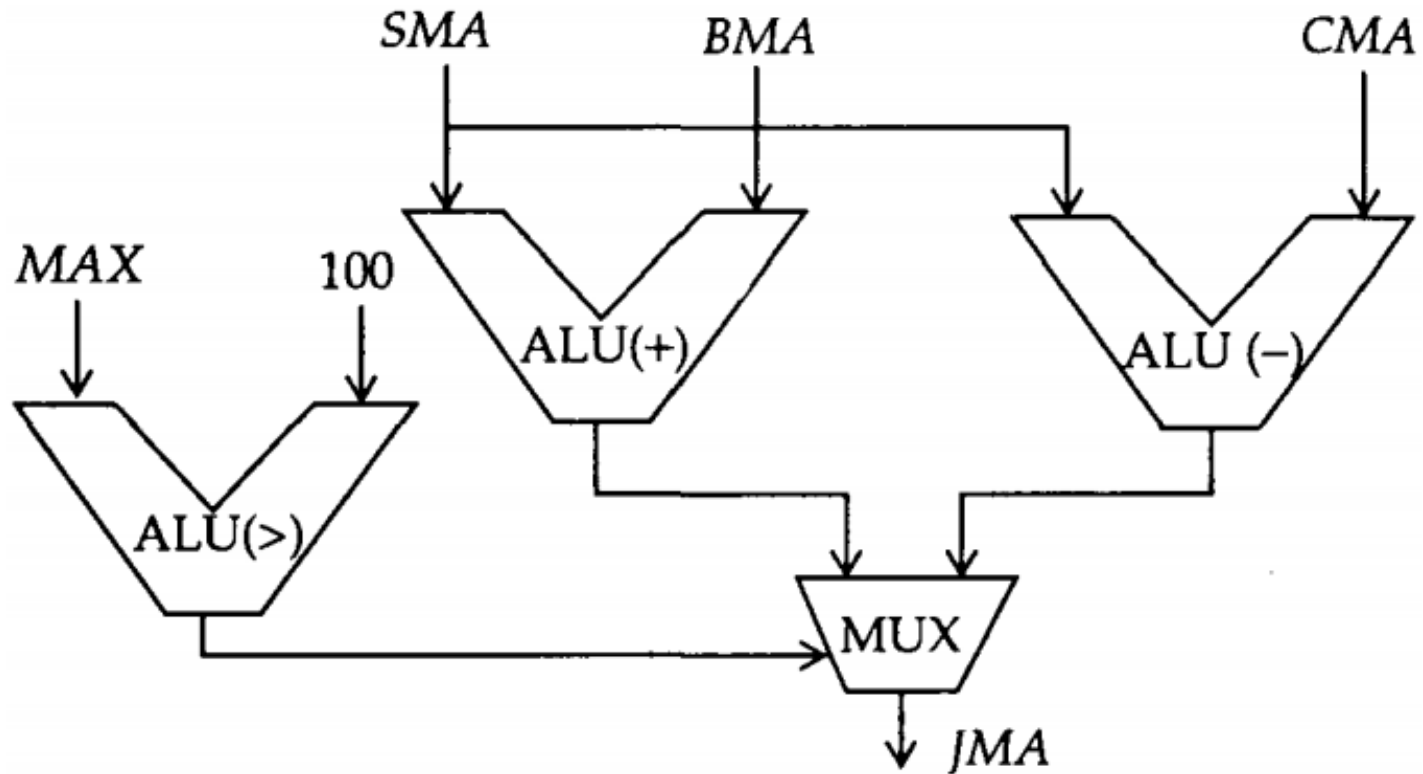 SMA BMA CMA
MAX 100
ALU(+) ALU (–)
ALU(>)
MUX
JMA